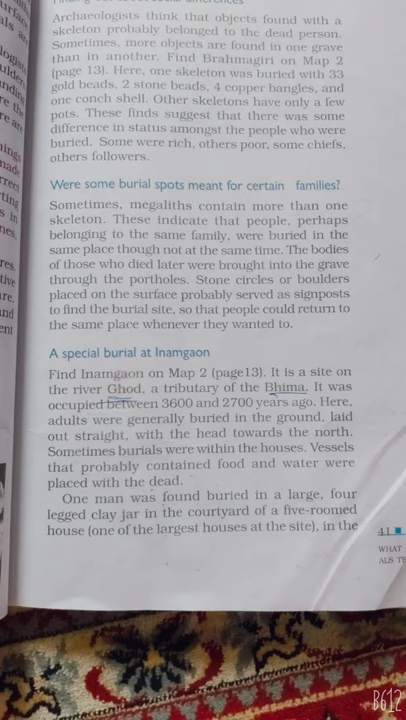 Archaeologists think that objects found with a
skeleton probably belonged to the dead person.
Sometimes, more objects are found in one grave
than in another. Find Brahmagiri on Map 2
(page 13). Here, one skeleton was buried with 33
gold beads, 2 stone beads, 4 copper bangles, and
one conch shell. Other skeletons have only a few
pots. These finds suggest that there was some
difference in status amongst the people who were
buried. Some were rich, others poor, some chiefs,
others followers.
Were some burial spots meant for certain families?
Sometimes, megaliths contain more than one
skeleton. These indicate that people, perhaps
belonging to the same family, were buried in the
same place though not at the same time. The bodies
of those who died later were brought into the grave
through the portholes. Stone circles or boulders
placed on the surface probably served as signposts
to find the burial site, so that people could return to
the same place whenever they wanted to.
A special burial at Inamgaon
Find Inamgaon on Map 2 (page13). It is a site on
the river Ghod, a tributary of the Bhima. It was
occupied between 3600 and 2700 years ago. Here,
adults were generally buried in the ground, laid
out straight, with the head towards the north.
Sometimes burials were within the houses. Vessels
that probably contained food and water were
placed with the dead.
One man was found buried in a large, four
legged clay jar in the courtyard of a five-roomed
house (one of the largest houses at the site), in the
41
WHAT
ALS TE
B612